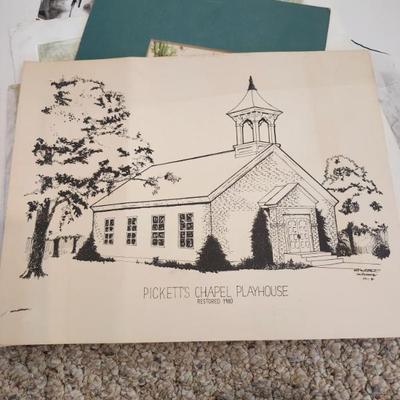 PICKETT'S CHAPEL PLAYHOUSE
RESTORED 1980